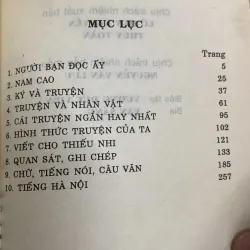 MỤC LỤC
Trang
1. NGƯỜI BẠN ĐỌC ẤY 5
2. NAM CAO 25
3. KÝ VÀ TRUYỆN 37
4. TRUYỆN VÀ NHÂN VẬT 61
5. CÁI TRUYỆN NGẮN HAY NHẤT 95
6. HÌNH THỨC TRUYỆN CỦA TA 102
7. VIẾT CHO THIẾU NHI 121
8. QUAN SÁT, GHI CHÉP 133
9. CHỮ, TIẾNG NÓI, CÂU VĂN 185
10. TIẾNG HÀ NỘI 257